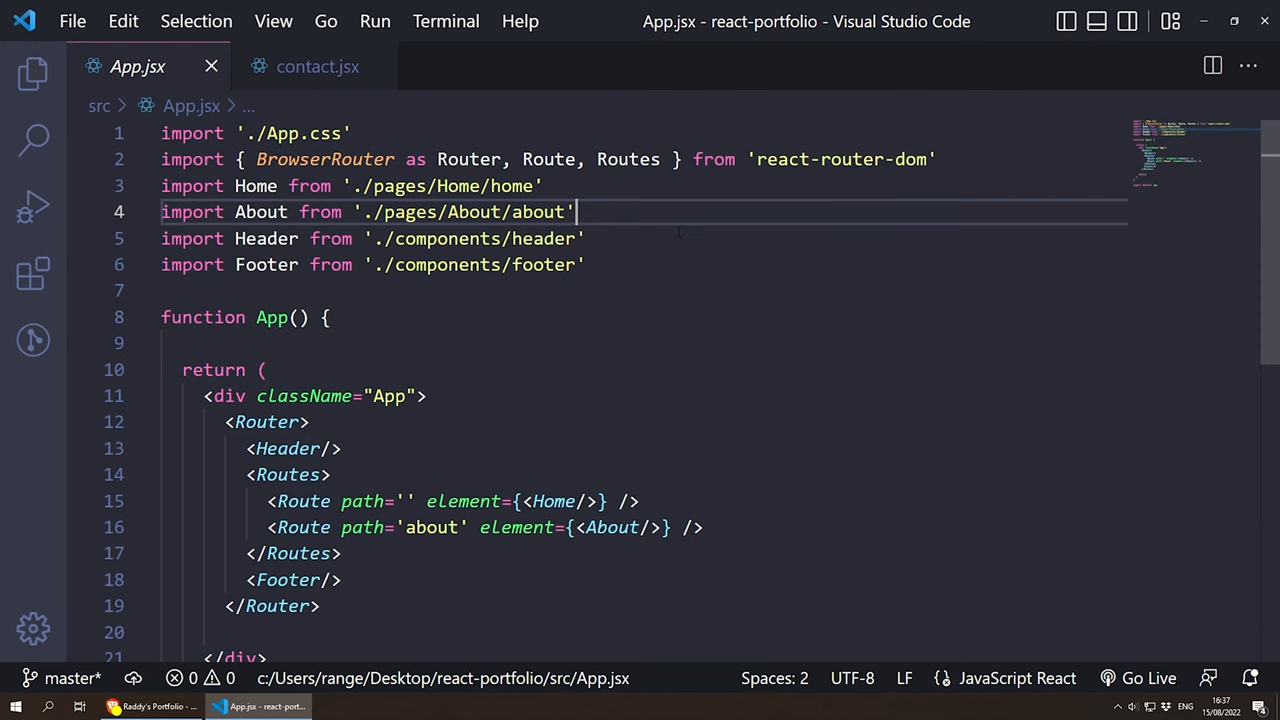 File Edit Selection View Go Run Terminal Help App.jsx - react-portfolio - Visual Studio Code
App.jsx contact.jsx
src > App.jsx > ...
1 import './App.css'
2 import { BrowserRouter as Router, Route, Routes } from 'react-router-dom'
3 import Home from './pages/Home/home'
4 import About from './pages/About/about'
5 import Header from './components/header'
6 import Footer from './components/footer'
7
8 function App() {
9
10 return (
11 <div className="App">
12 <Router>
13 <Header/>
14 <Routes>
15 <Route path='' element={<Home/>} />
16 <Route path='about' element={<About/>} />
17 </Routes>
18 <Footer/>
19 </Router>
20
21 </div>
master* 0 0 c:/Users/range/Desktop/react-portfolio/src/App.jsx Spaces: 2 UTF-8 LF JavaScript React Go Live
Raddy's Portfolio - ... App.jsx - react-port... ENG 16:37
15/08/2022